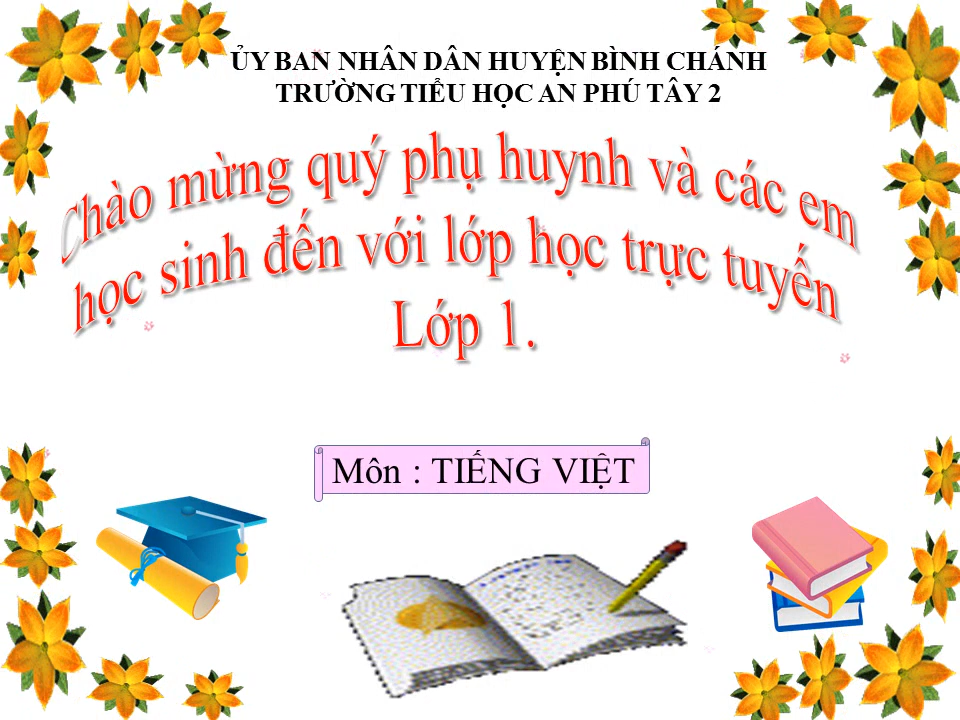 ỦY BAN NHÂN DÂN HUYỆN BÌNH CHÁNH
TRƯỜNG TIỂU HỌC AN PHÚ TÂY 2
Chào mừng quý phụ huynh và các em
học sinh đến với lớp học trực tuyến
Lớp 1.
Môn : TIẾNG VIỆT